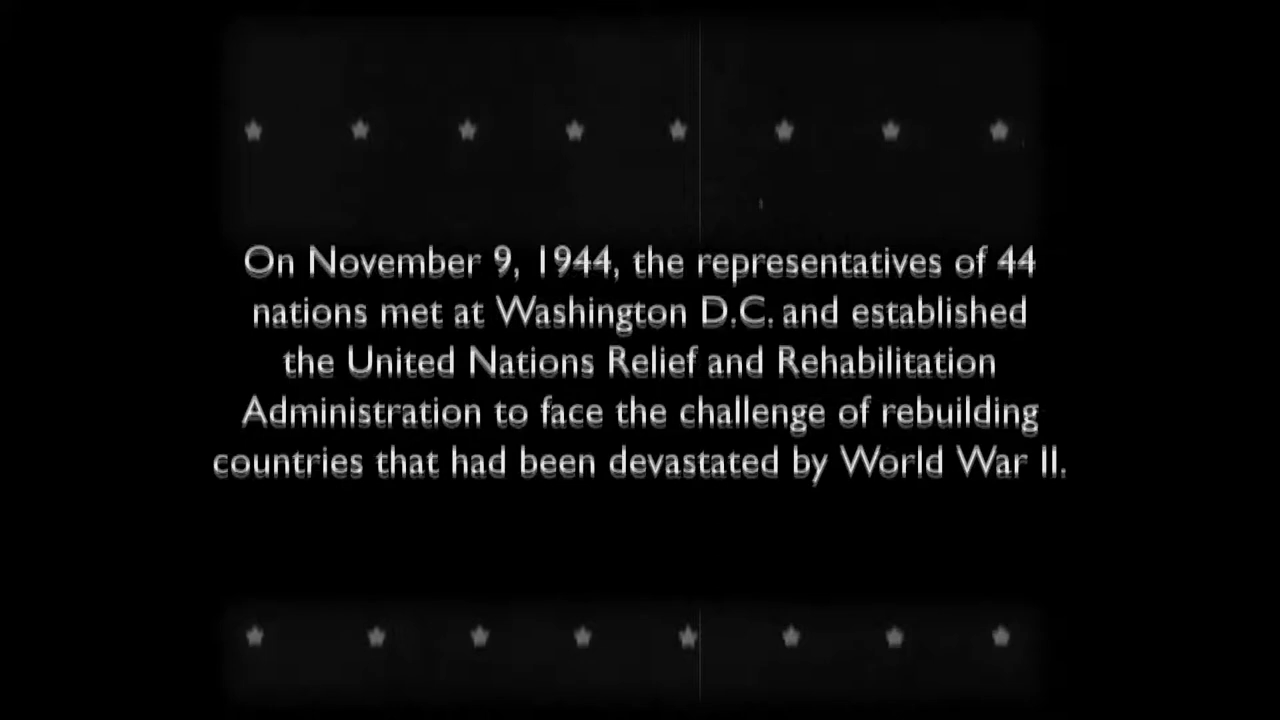 On November 9, 1944, the representatives of 44
nations met at Washington D.C. and established
the United Nations Relief and Rehabilitation
Administration to face the challenge of rebuilding
countries that had been devastated by World War II.